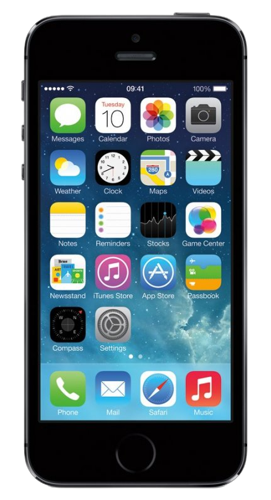 09:41 100%
Tuesday
10
Messages Calendar Photos Camera
280
Weather Clock Maps Videos
Notes Reminders Stocks Game Center
Newsstand iTunes Store App Store Passbook
Compass Settings
Phone Mail Safari Music